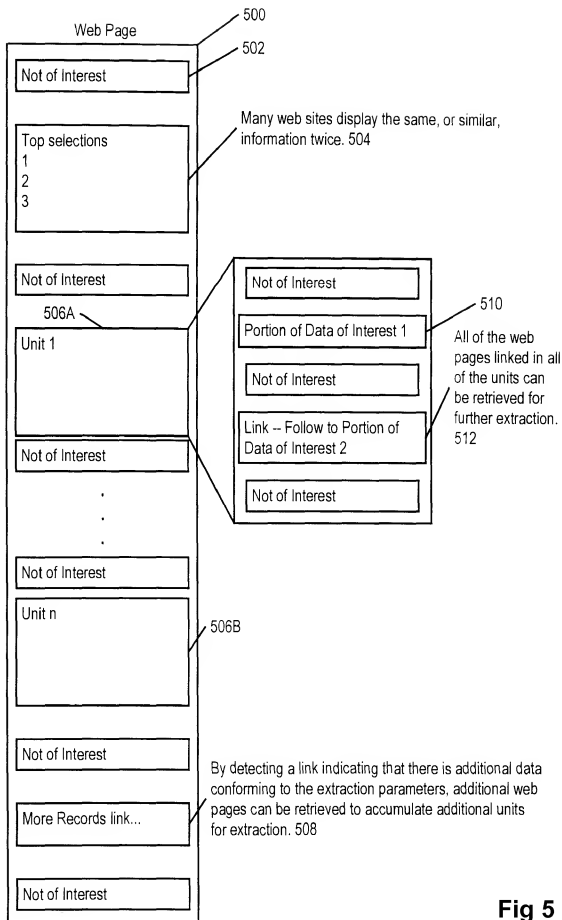 Web Page
500
502
Not of Interest
Many web sites display the same, or similar,
information twice. 504
Top selections
1
2
3
Not of Interest
506A
Unit 1
Not of Interest
Portion of Data of Interest 1
510
Not of Interest
Link -- Follow to Portion of
Data of Interest 2
Not of Interest
All of the web
pages linked in all
of the units can
be retrieved for
further extraction.
512
Not of Interest
.
.
.
Not of Interest
Unit n
506B
Not of Interest
By detecting a link indicating that there is additional data
conforming to the extraction parameters, additional web
pages can be retrieved to accumulate additional units
for extraction. 508
More Records link...
Not of Interest
Fig 5